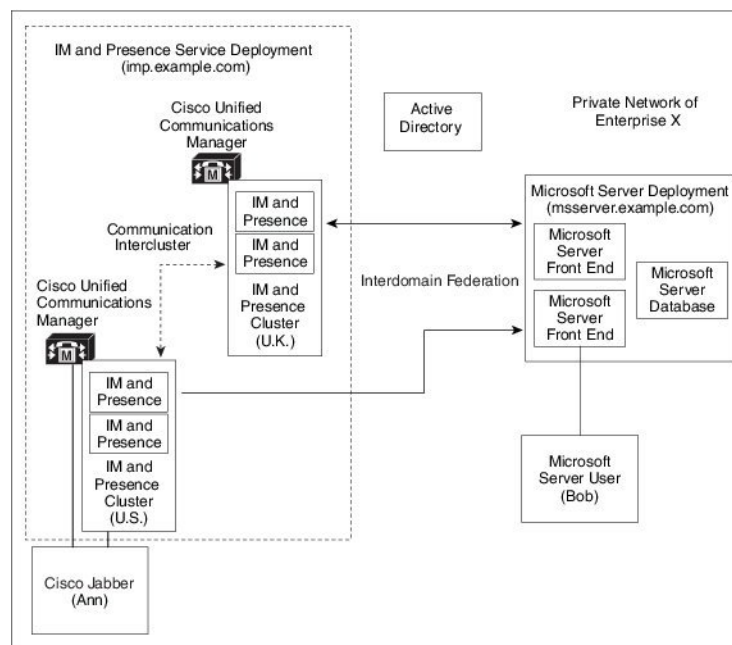 IM and Presence Service Deployment
(imp.example.com)
Cisco Unified
Communications
Manager
M
IM and
Presence
IM and
Presence
IM and
Presence
Cluster
(U.K.)
Communication
Intercluster
Cisco Unified
Communications
Manager
M
IM and
Presence
IM and
Presence
IM and
Presence
Cluster
(U.S.)
Cisco Jabber
(Ann)
Active
Directory
Private Network of
Enterprise X
Interdomain Federation
Microsoft Server Deployment
(msserver.example.com)
Microsoft
Server
Front End
Microsoft
Server
Front End
Microsoft
Server
Database
Microsoft
Server User
(Bob)